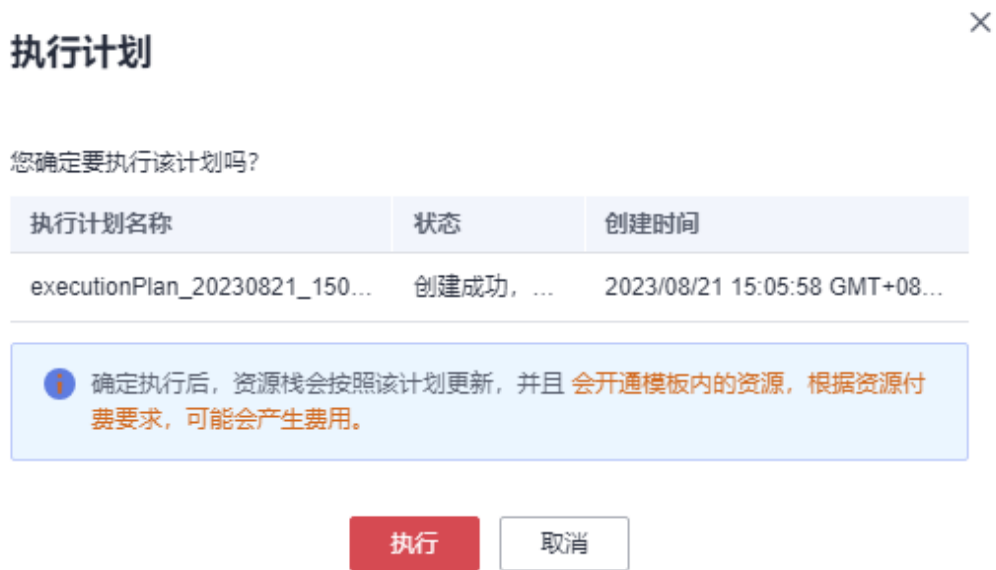 执行计划
您确定要执行该计划吗?
执行计划名称 状态 创建时间
executionPlan_20230821_150... 创建成功，... 2023/08/21 15:05:58 GMT+08...
确定执行后，资源栈会按照该计划更新，并且 会开通模板内的资源，根据资源付
费要求，可能会产生费用。
执行 取消